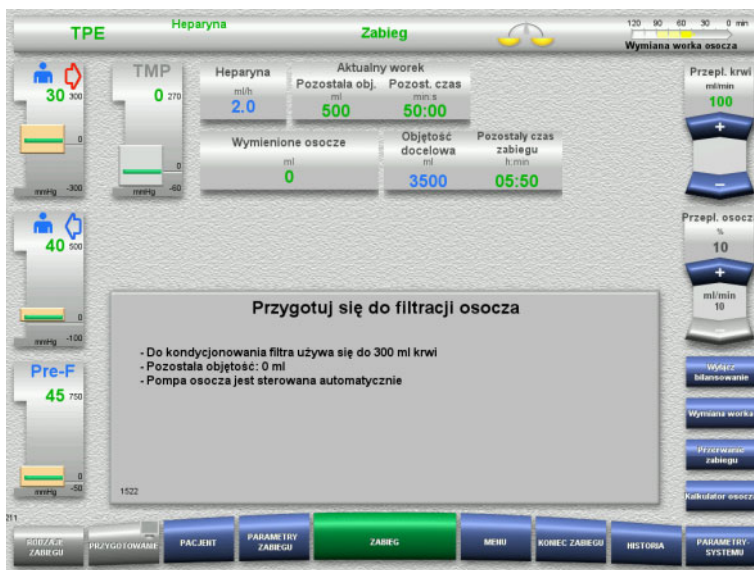 TPE
Heparyna
Zabieg
120 90 60 30 0 min
Wymiana worka osocza
30 300
0
-300
mmHg
TMP
0 270
0
-60
mmHg
Heparyna
ml/h
2.0
Aktualny worek
Pozostała obj.
ml
500
Pozost. czas
min:s
50:00
Wymienione osocze
ml
0
Objętość
docelowa
ml
3500
Pozostały czas
zabiegu
h:min
05:50
Przepł. krwi
ml/min
100
+
−
40 500
0
-100
mmHg
Przepł. osocz
%
10
+
ml/min
10
−
Pre-F
45 750
0
-50
mmHg
Przygotuj się do filtracji osocza
- Do kondycjonowania filtra używa się do 300 ml krwi
- Pozostała objętość: 0 ml
- Pompa osocza jest sterowana automatycznie
1522
Wyłącz
bilansowanie
Wymiana worka
Przerwanie
zabiegu
Kalkulator osocza
211
RODZAJE
ZABIEGU
PRZYGOTOWANIE
PACJENT
PARAMETRY
ZABIEGU
ZABIEG
MENU
KONIEC ZABIEGU
HISTORIA
PARAMETRY-
SYSTEMU